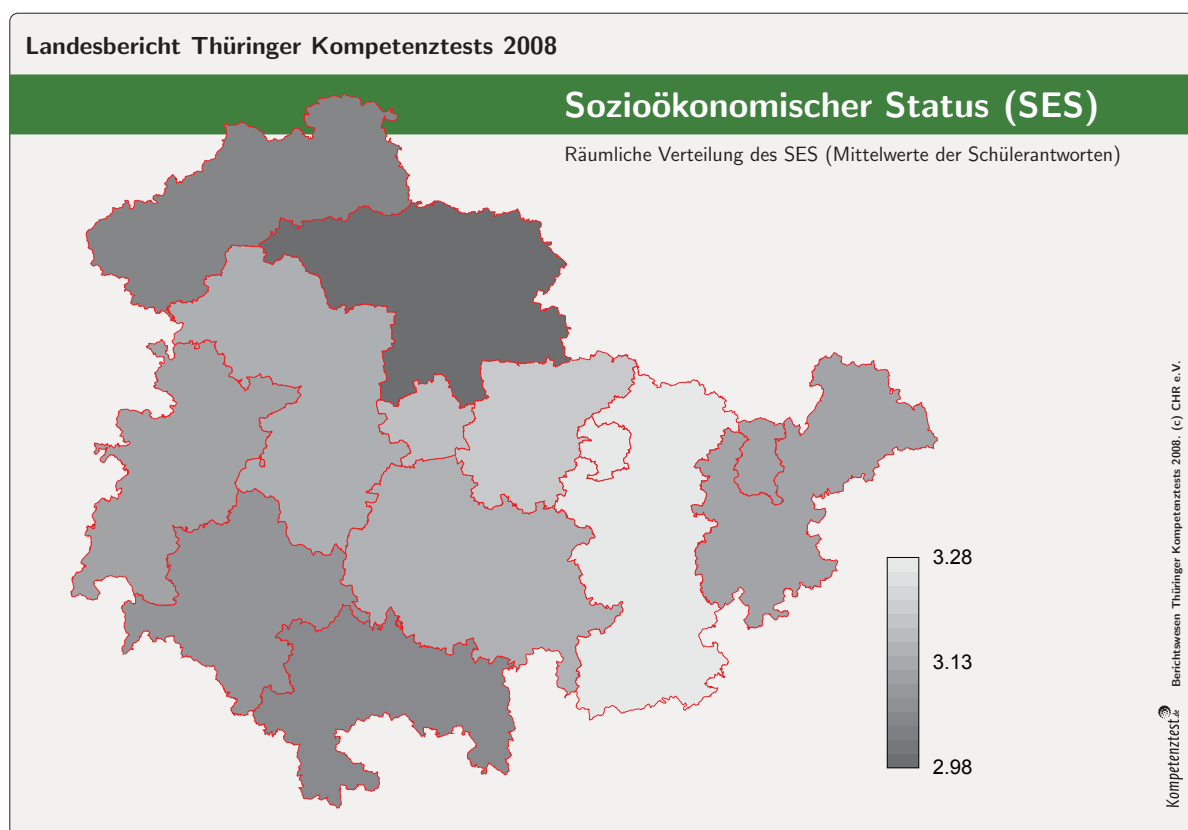 Landesbericht Thüringer Kompetenztests 2008
Sozioökonomischer Status (SES)
Räumliche Verteilung des SES (Mittelwerte der Schülerantworten)
3.28
3.13
2.98
Berichtswesen Thüringer Kompetenztests 2008. (c) CHR e.V.
Kompetenztest.de